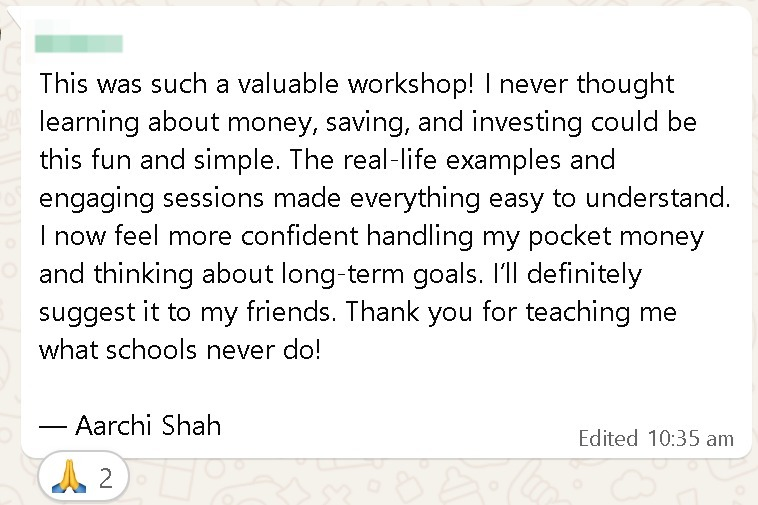 This was such a valuable workshop! I never thought
learning about money, saving, and investing could be
this fun and simple. The real-life examples and
engaging sessions made everything easy to understand.
I now feel more confident handling my pocket money
and thinking about long-term goals. I’ll definitely
suggest it to my friends. Thank you for teaching me
what schools never do!
— Aarchi Shah
Edited 10:35 am
🙏 2